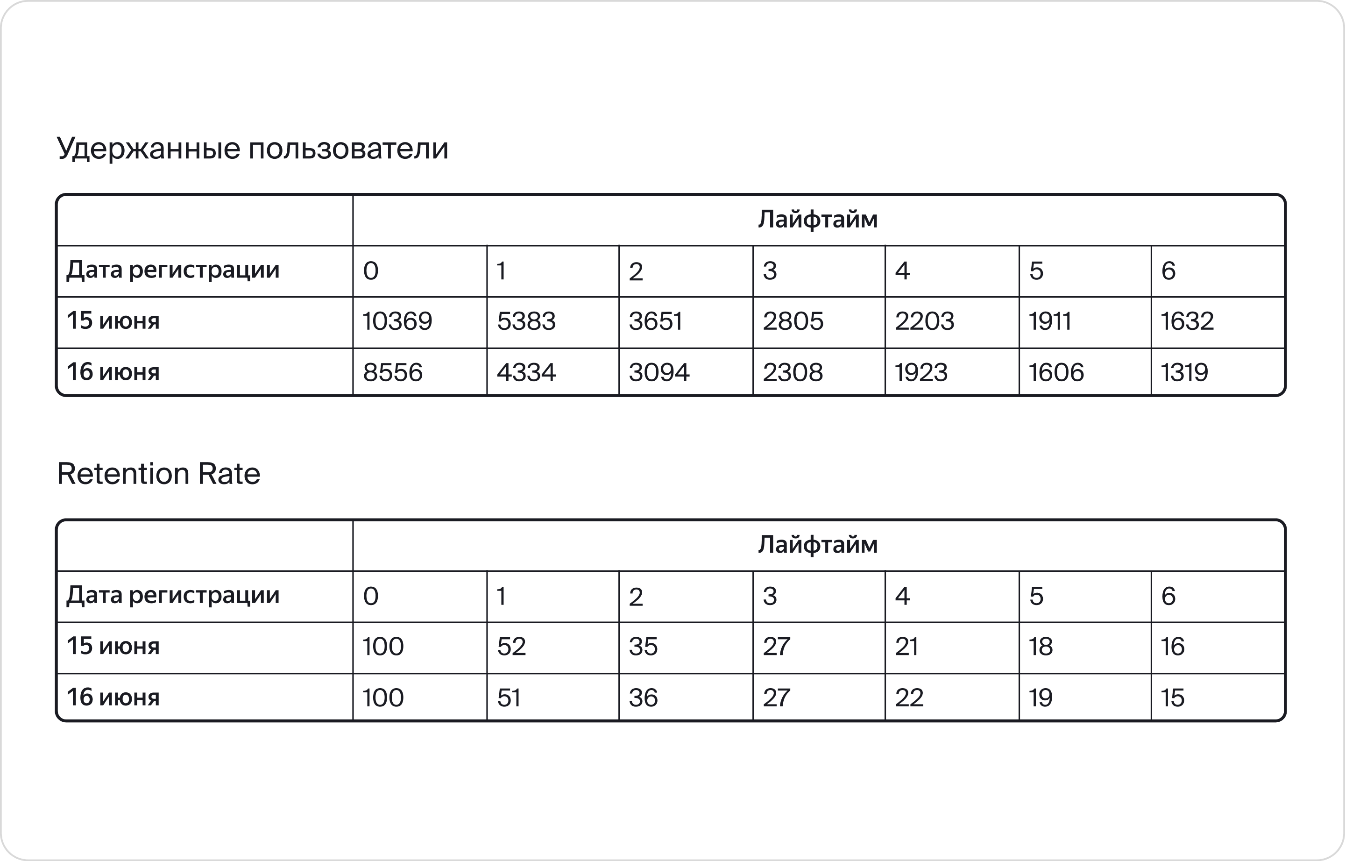 Удержанные пользователи
Лайфтайм
Дата регистрации 0 1 2 3 4 5 6
15 июня 10369 5383 3651 2805 2203 1911 1632
16 июня 8556 4334 3094 2308 1923 1606 1319
Retention Rate
Лайфтайм
Дата регистрации 0 1 2 3 4 5 6
15 июня 100 52 35 27 21 18 16
16 июня 100 51 36 27 22 19 15